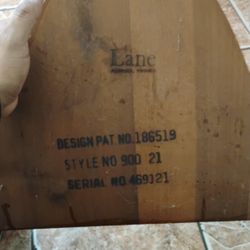 Lane
DESIGN PAT. NO. 186519
STYLE NO. 900 21
SERIAL NO. 469121